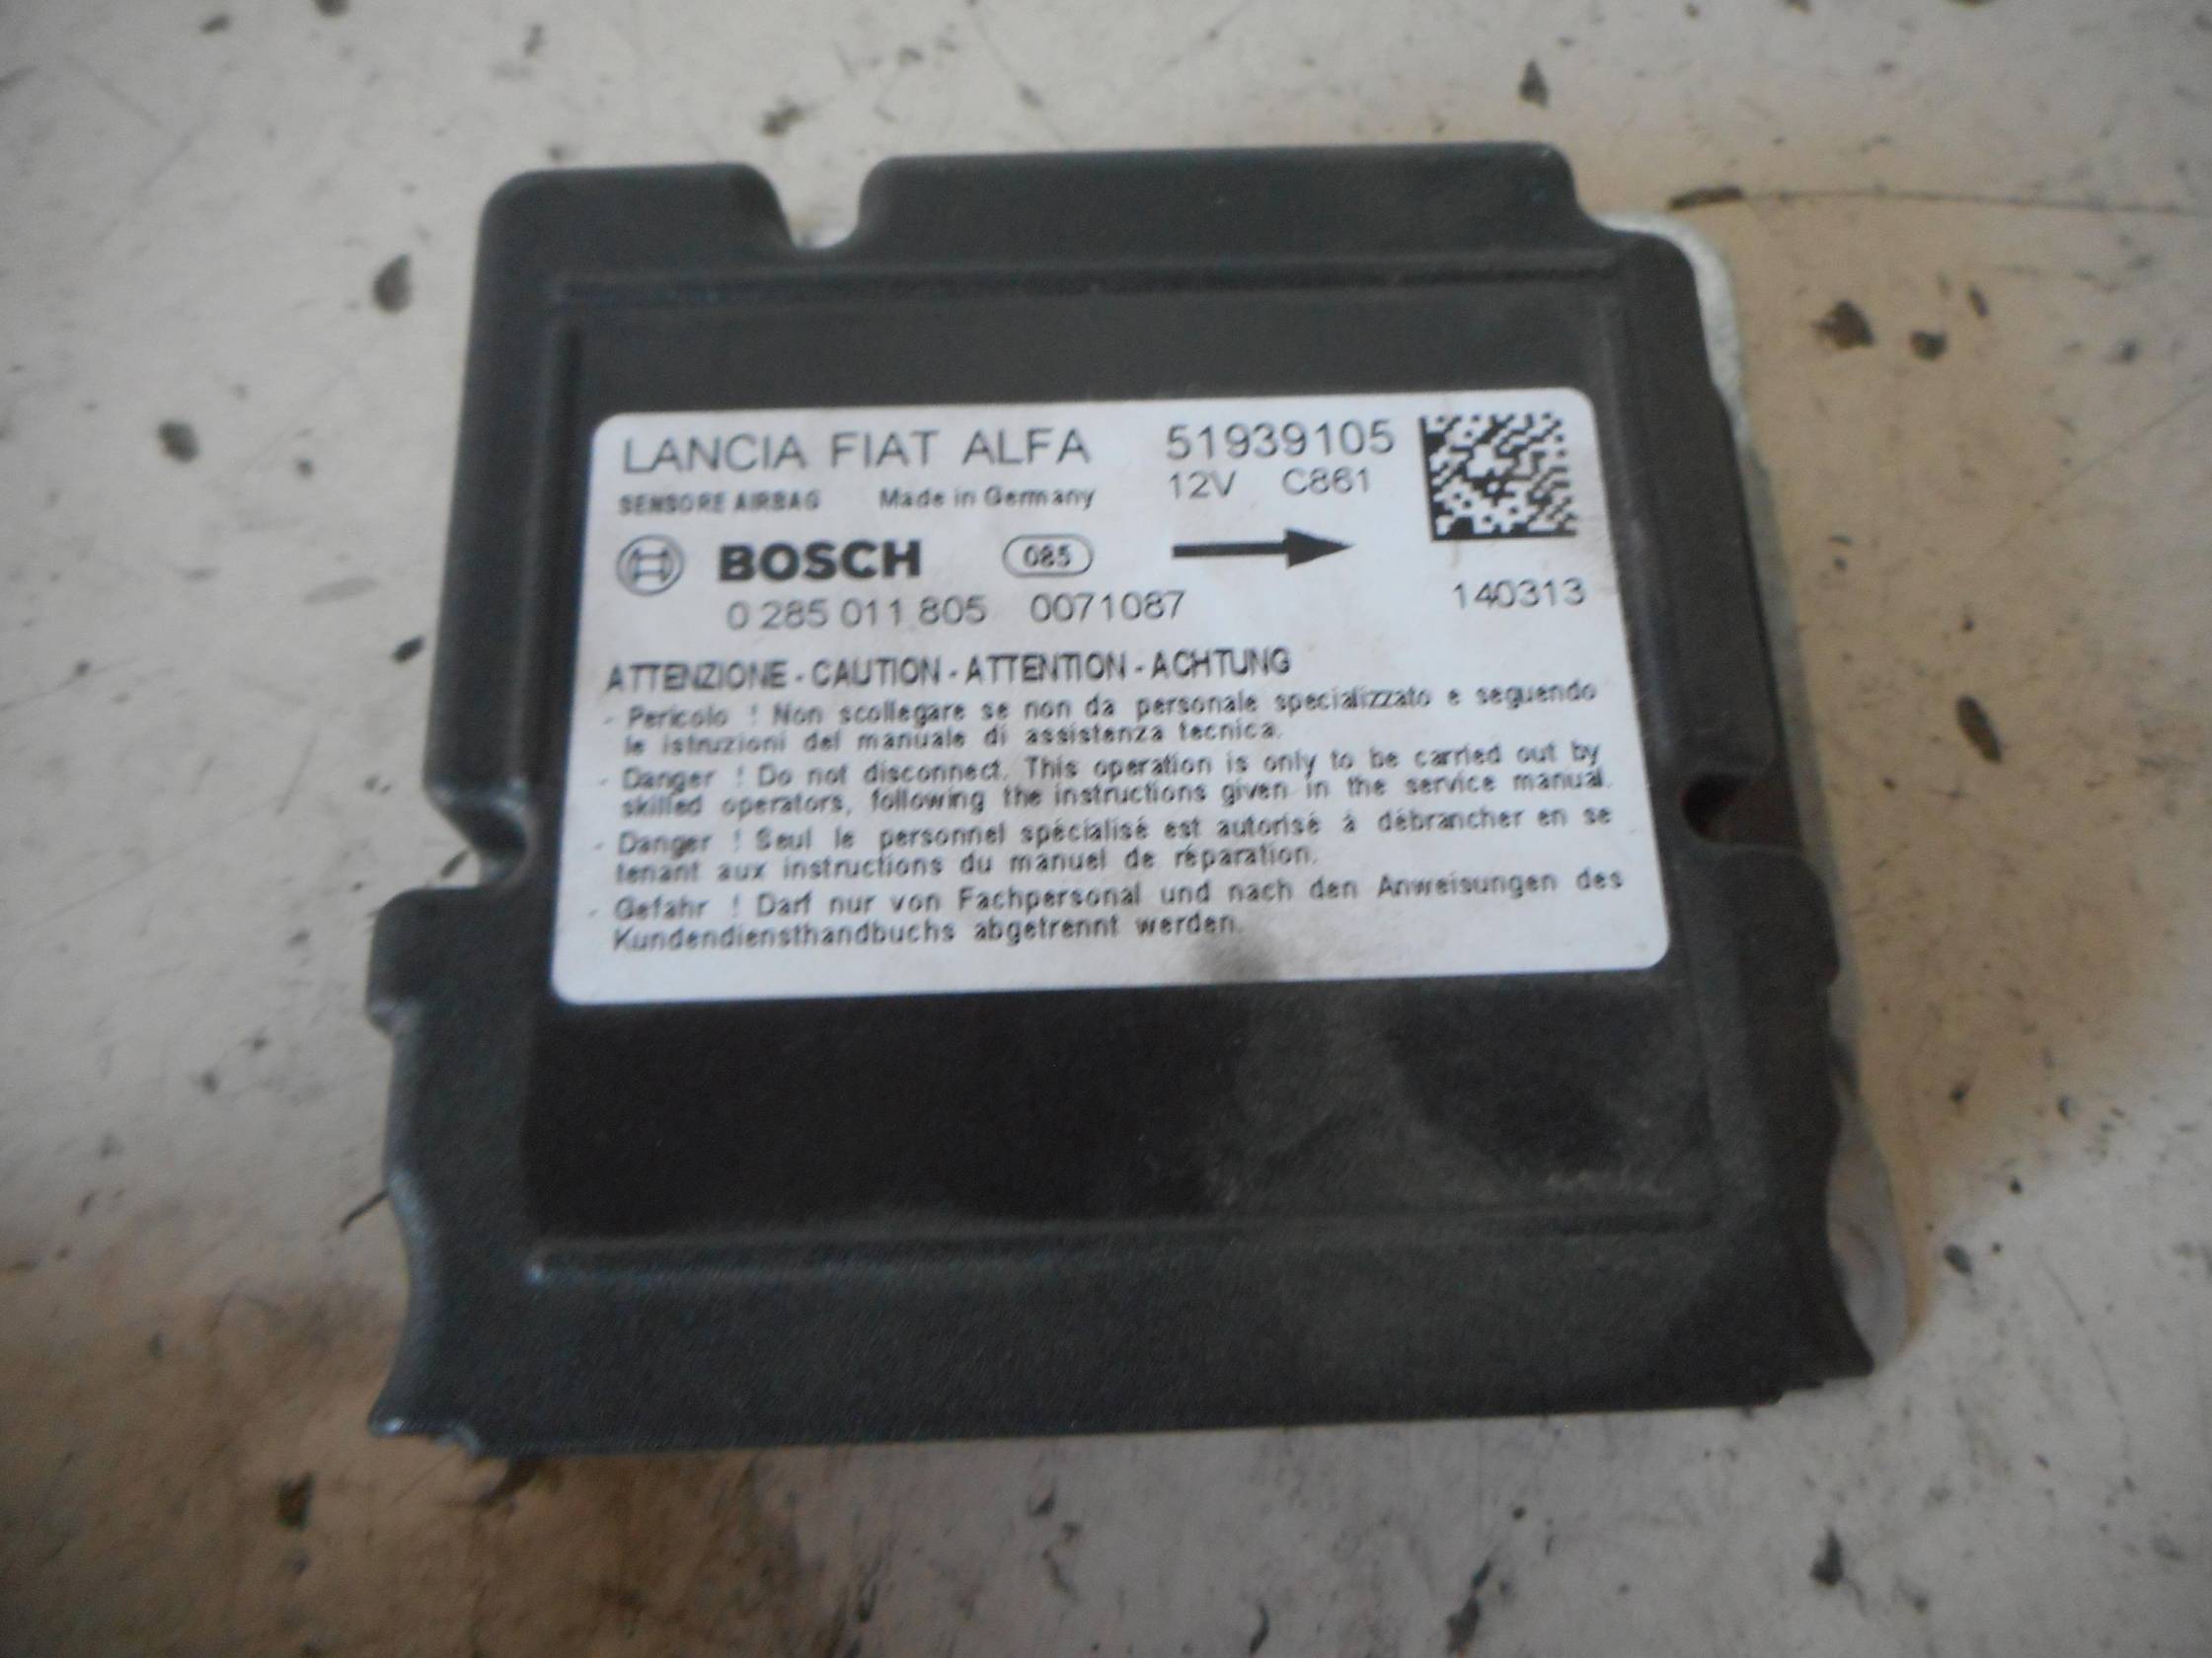 LANCIA FIAT ALFA 51939105
SENSORE AIRBAG Made in Germany 12V C861
BOSCH 085
0 285 011 805 0071087 140313
ATTENZIONE - CAUTION - ATTENTION - ACHTUNG
- Pericolo ! Non scollegare se non da personale specializzato e seguendo
le istruzioni del manuale di assistenza tecnica.
- Danger ! Do not disconnect. This operation is only to be carried out by
skilled operators, following the instructions given in the service manual.
- Danger ! Seul le personnel spécialisé est autorisé à débrancher en se
tenant aux instructions du manuel de réparation.
- Gefahr ! Darf nur von Fachpersonal und nach den Anweisungen des
Kundendiensthandbuchs abgetrennt werden.